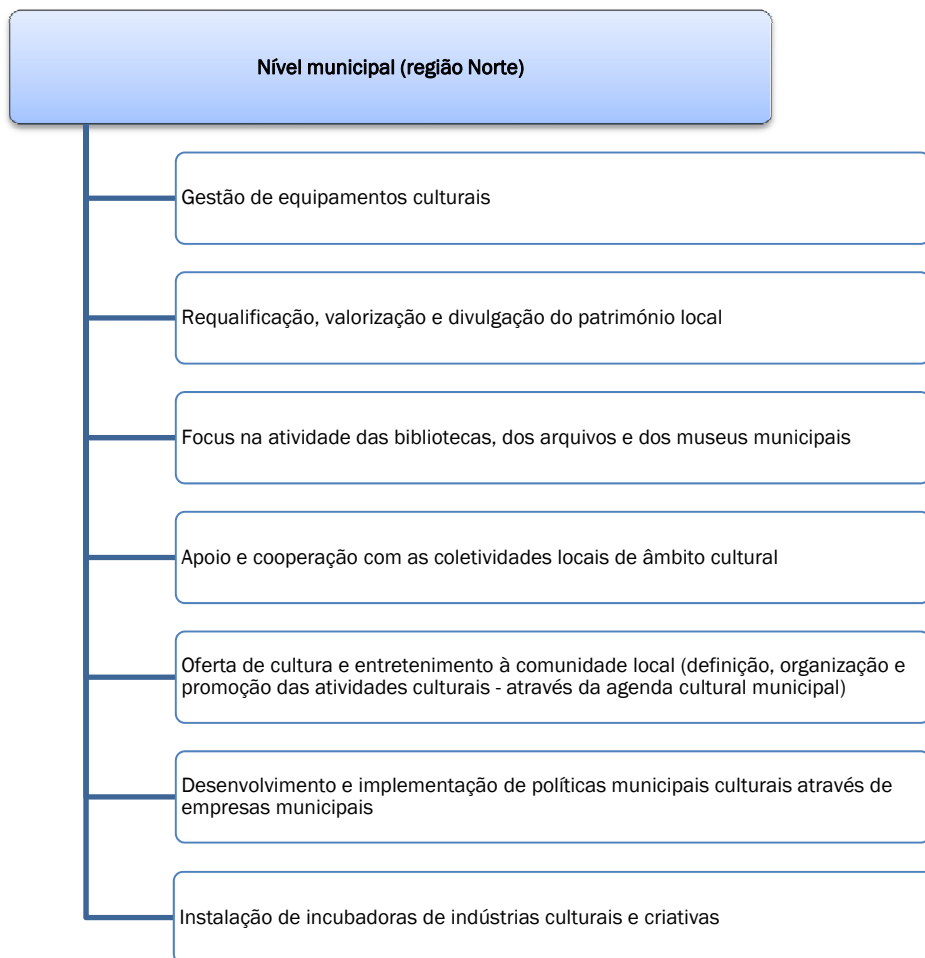 Nível municipal (região Norte)
Gestão de equipamentos culturais
Requalificação, valorização e divulgação do património local
Focus na atividade das bibliotecas, dos arquivos e dos museus municipais
Apoio e cooperação com as coletividades locais de âmbito cultural
Oferta de cultura e entretenimento à comunidade local (definição, organização e
promoção das atividades culturais - através da agenda cultural municipal)
Desenvolvimento e implementação de políticas municipais culturais através de
empresas municipais
Instalação de incubadoras de indústrias culturais e criativas